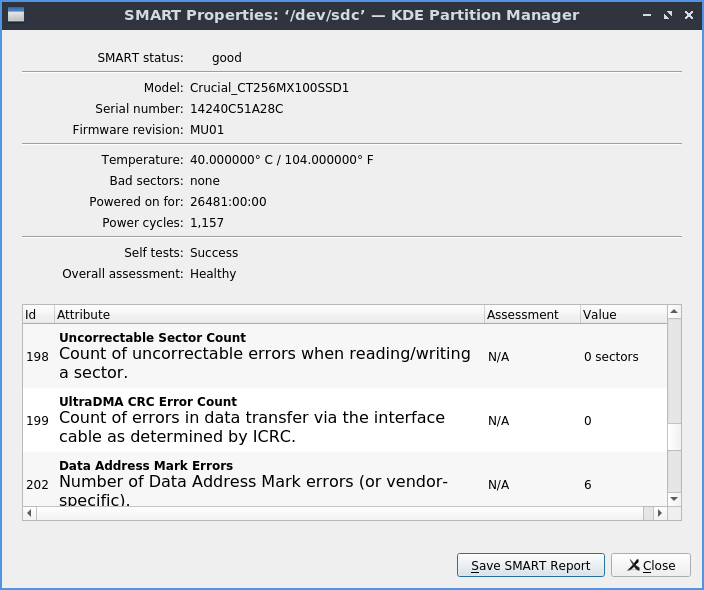 SMART Properties: ‘/dev/sdc’ — KDE Partition Manager
SMART status: good
Model: Crucial_CT256MX100SSD1
Serial number: 14240C51A28C
Firmware revision: MU01
Temperature: 40.000000° C / 104.000000° F
Bad sectors: none
Powered on for: 26481:00:00
Power cycles: 1,157
Self tests: Success
Overall assessment: Healthy
Id Attribute Assessment Value
Uncorrectable Sector Count
198 Count of uncorrectable errors when reading/writing N/A 0 sectors
a sector.
UltraDMA CRC Error Count
199 Count of errors in data transfer via the interface N/A 0
cable as determined by ICRC.
Data Address Mark Errors
202 Number of Data Address Mark errors (or vendor- N/A 6
specific).
Save SMART Report Close